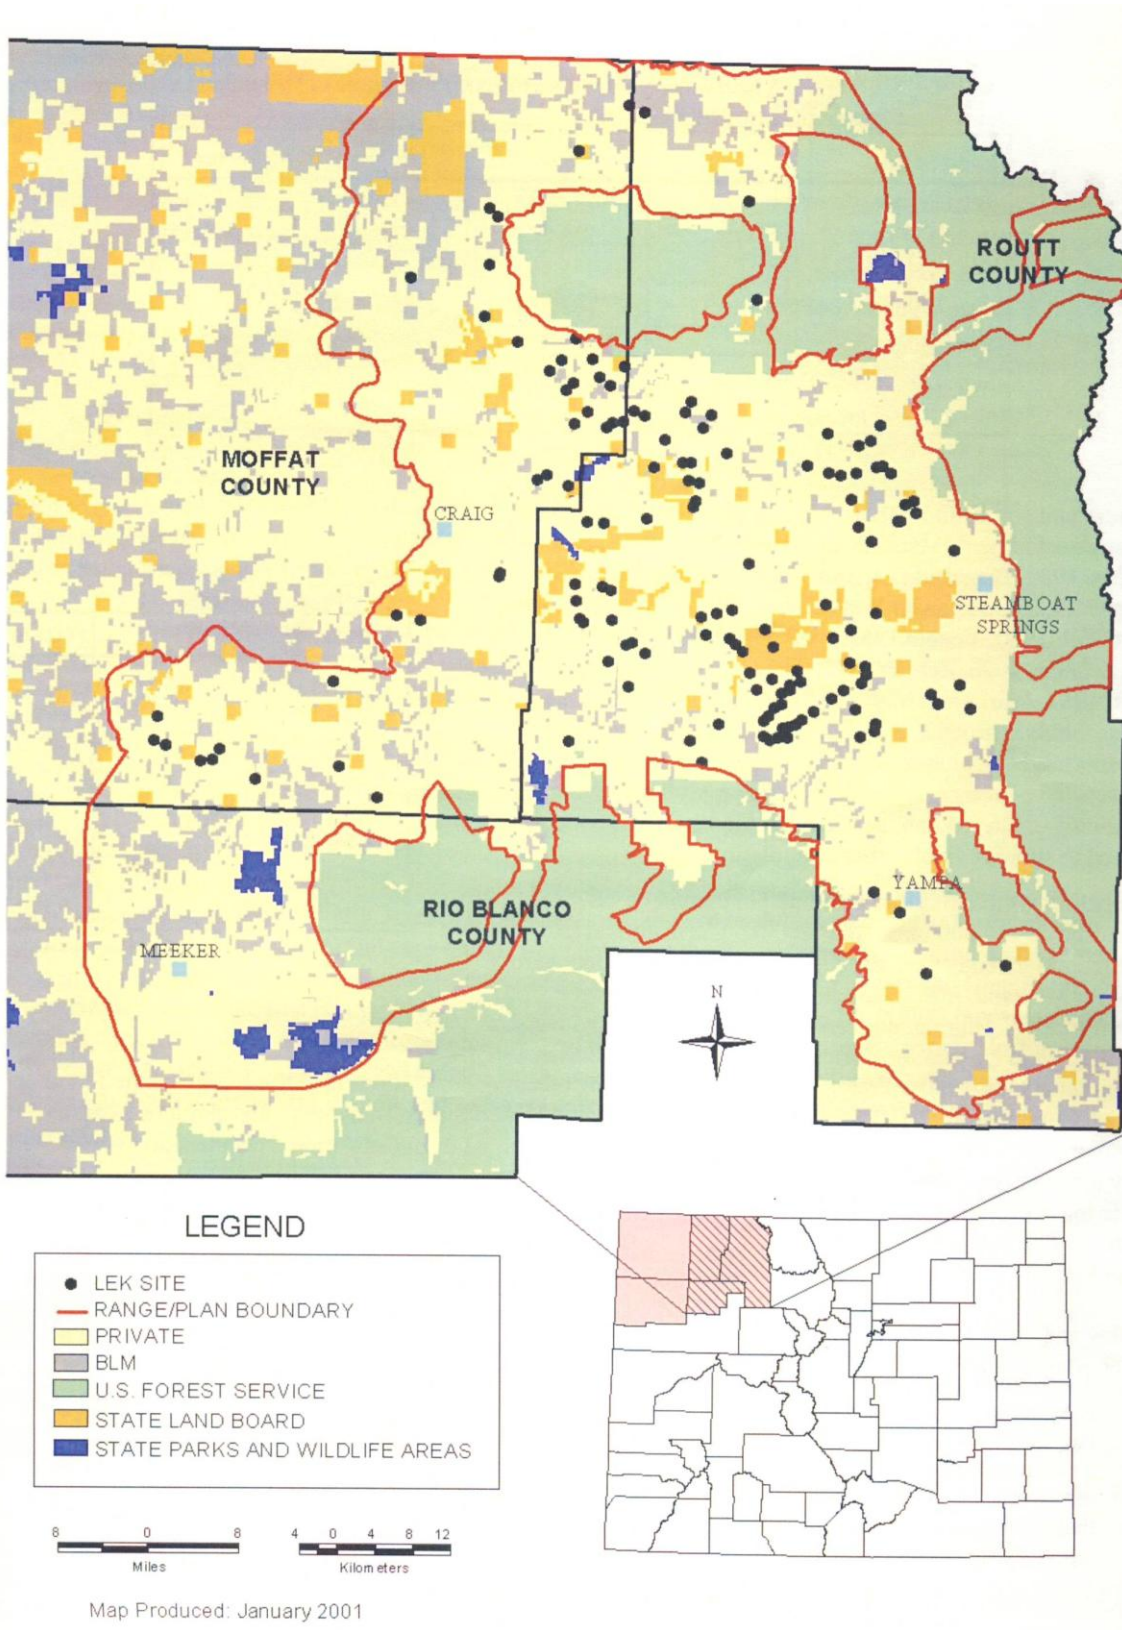 ROUTT
COUNTY
MOFFAT
COUNTY
CRAIG
STEAMBOAT
SPRINGS
YAMPA
RIO BLANCO
COUNTY
MEEKER
N
LEGEND
LEK SITE
RANGE/PLAN BOUNDARY
PRIVATE
BLM
U.S. FOREST SERVICE
STATE LAND BOARD
STATE PARKS AND WILDLIFE AREAS
8 0 8
Miles
4 0 4 8 12
Kilometers
Map Produced: January 2001